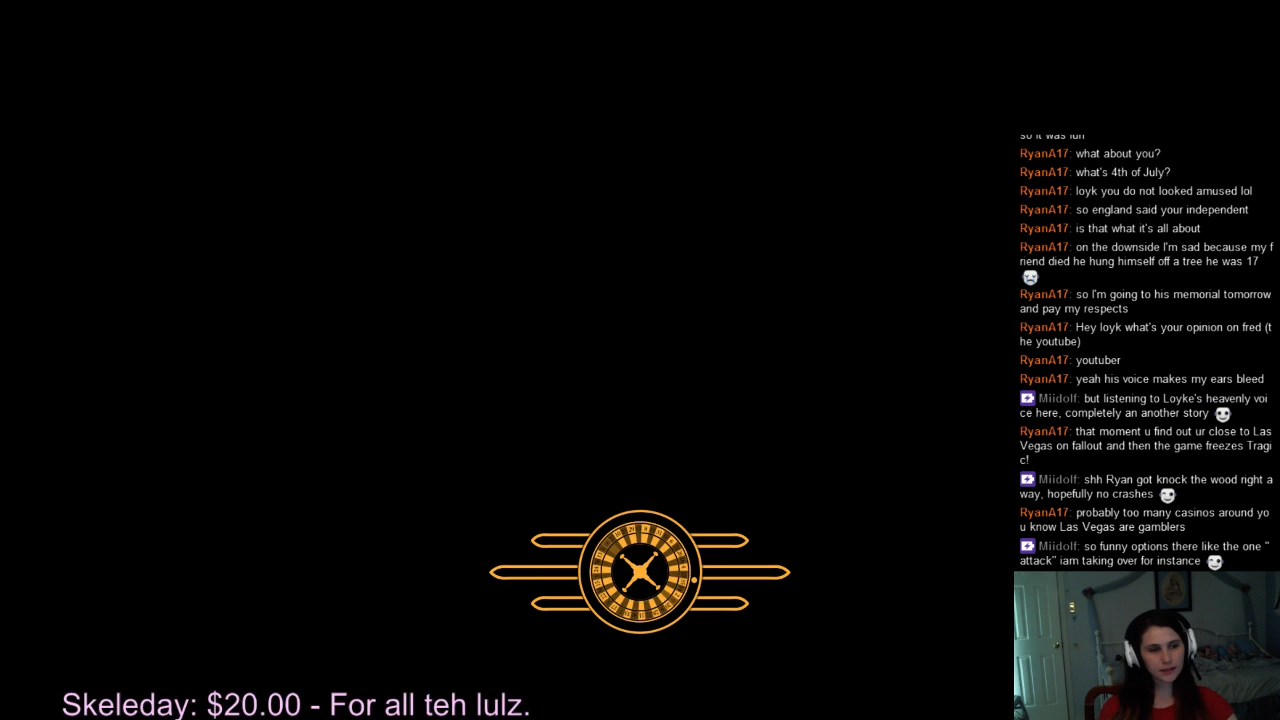 RyanA17: what about you?
RyanA17: what's 4th of July?
RyanA17: loyk you do not looked amused lol
RyanA17: so england said your independent
RyanA17: is that what it's all about
RyanA17: on the downside I'm sad because my f
riend died he hung himself off a tree he was 17
RyanA17: so I'm going to his memorial tomorrow
and pay my respects
RyanA17: Hey loyk what's your opinion on fred (t
he youtube)
RyanA17: youtuber
RyanA17: yeah his voice makes my ears bleed
Miidolf: but listening to Loyke's heavenly voi
ce here, completely an another story
RyanA17: that moment u find out ur close to Las
Vegas on fallout and then the game freezes Tragi
c!
Miidolf: shh Ryan got knock the wood right a
way, hopefully no crashes
RyanA17: probably too many casinos around yo
u know Las Vegas are gamblers
Miidolf: so funny options there like the one "
attack" iam taking over for instance
Skeleday: $20.00 - For all teh lulz.